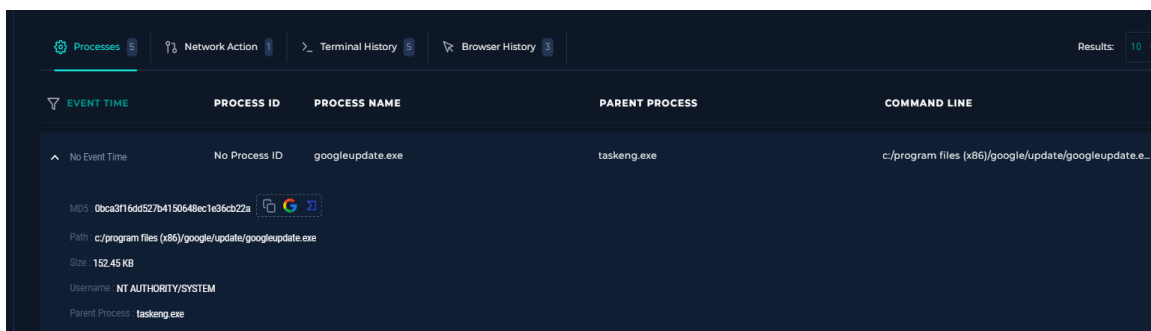 Processes 5 Network Action 1 >_ Terminal History 5 Browser History 3 Results: 10
EVENT TIME PROCESS ID PROCESS NAME PARENT PROCESS COMMAND LINE
No Event Time No Process ID googleupdate.exe taskeng.exe c:/program files (x86)/google/update/googleupdate.e...
MD5 : 0bca3f16dd527b4150648ec1e36cb22a
Path : c:/program files (x86)/google/update/googleupdate.exe
Size : 152.45 KB
Username : NT AUTHORITY/SYSTEM
Parent Process : taskeng.exe